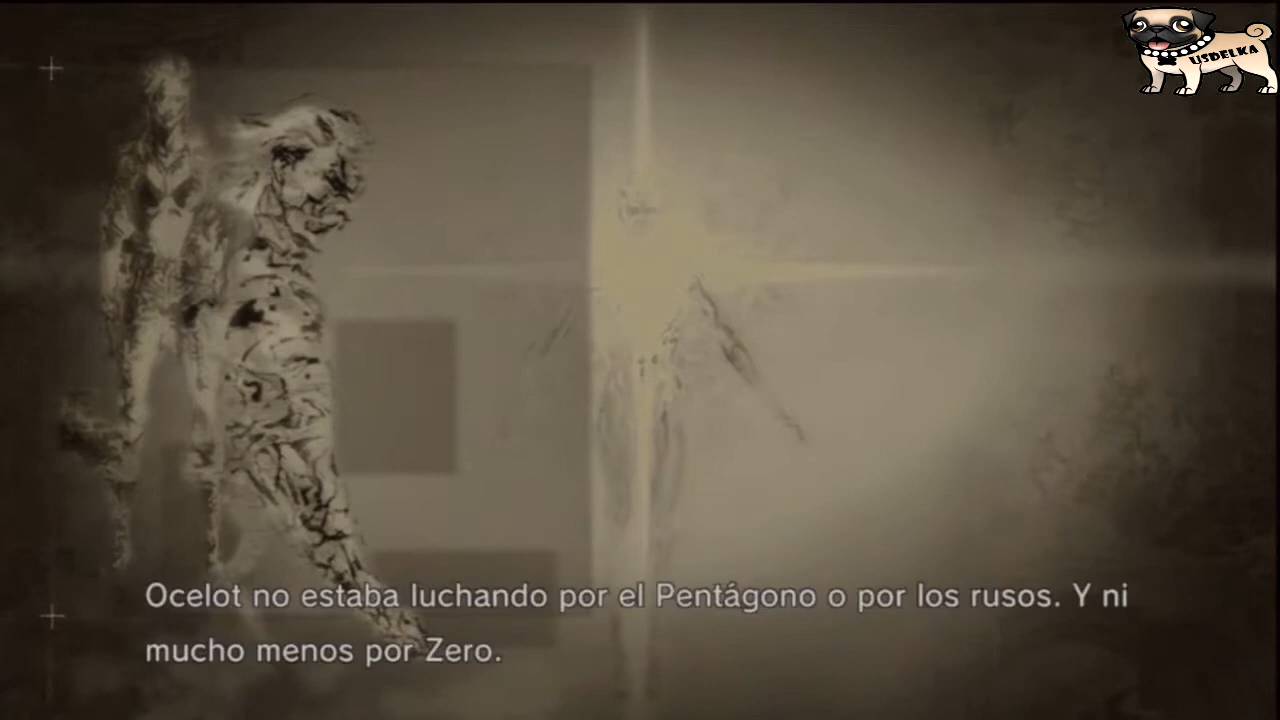 USDELKA
Ocelot no estaba luchando por el Pentágono o por los rusos. Y ni
mucho menos por Zero.